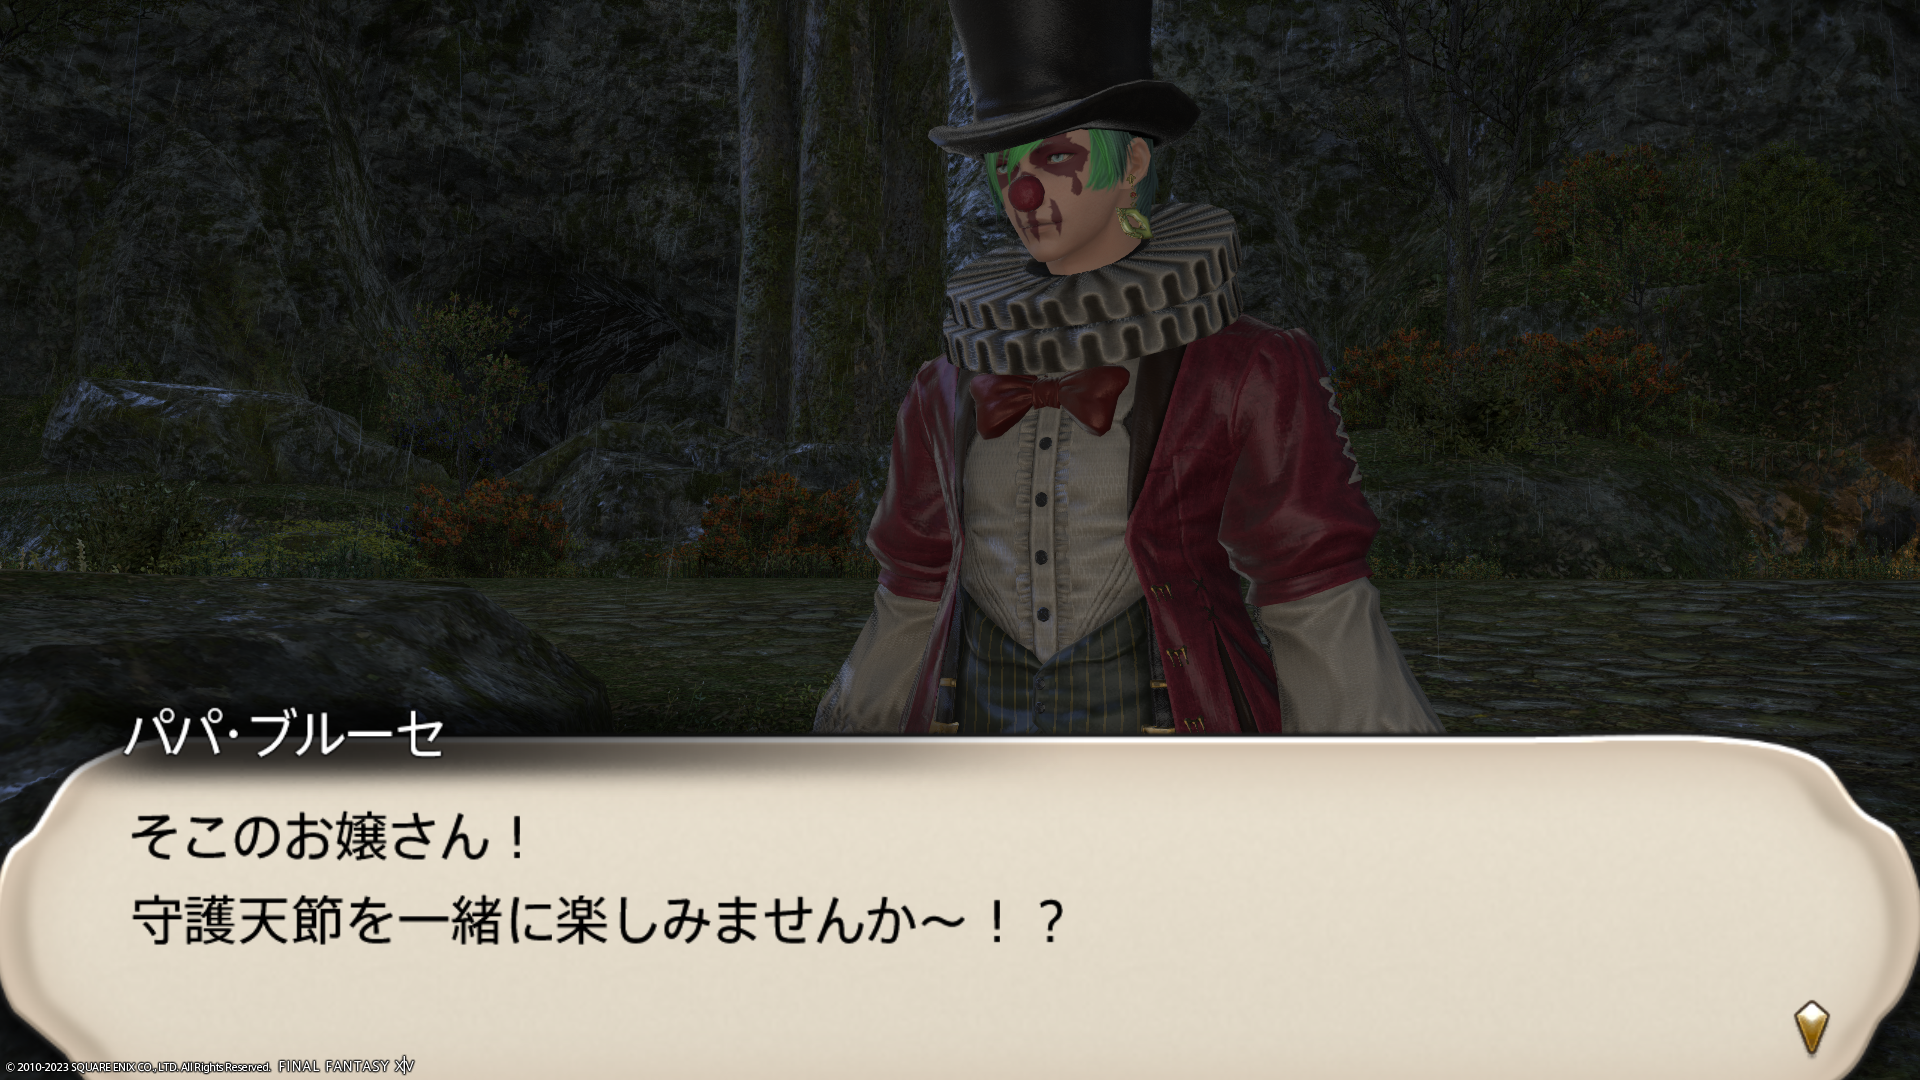 パパ・ブルーセ
そこのお嬢さん！
守護天節を一緒に楽しみませんか～！？
© 2010-2023 SQUARE ENIX CO., LTD. All Rights Reserved. FINAL FANTASY XIV